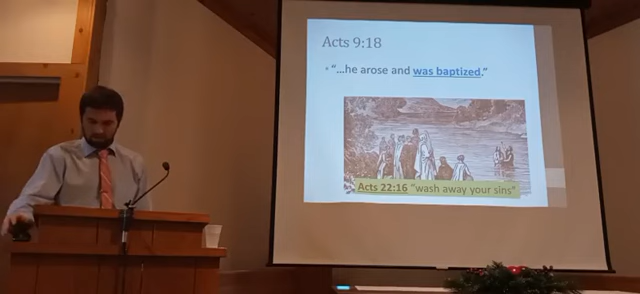 Acts 9:18
• "...he arose and was baptized."
Acts 22:16 "wash away your sins"